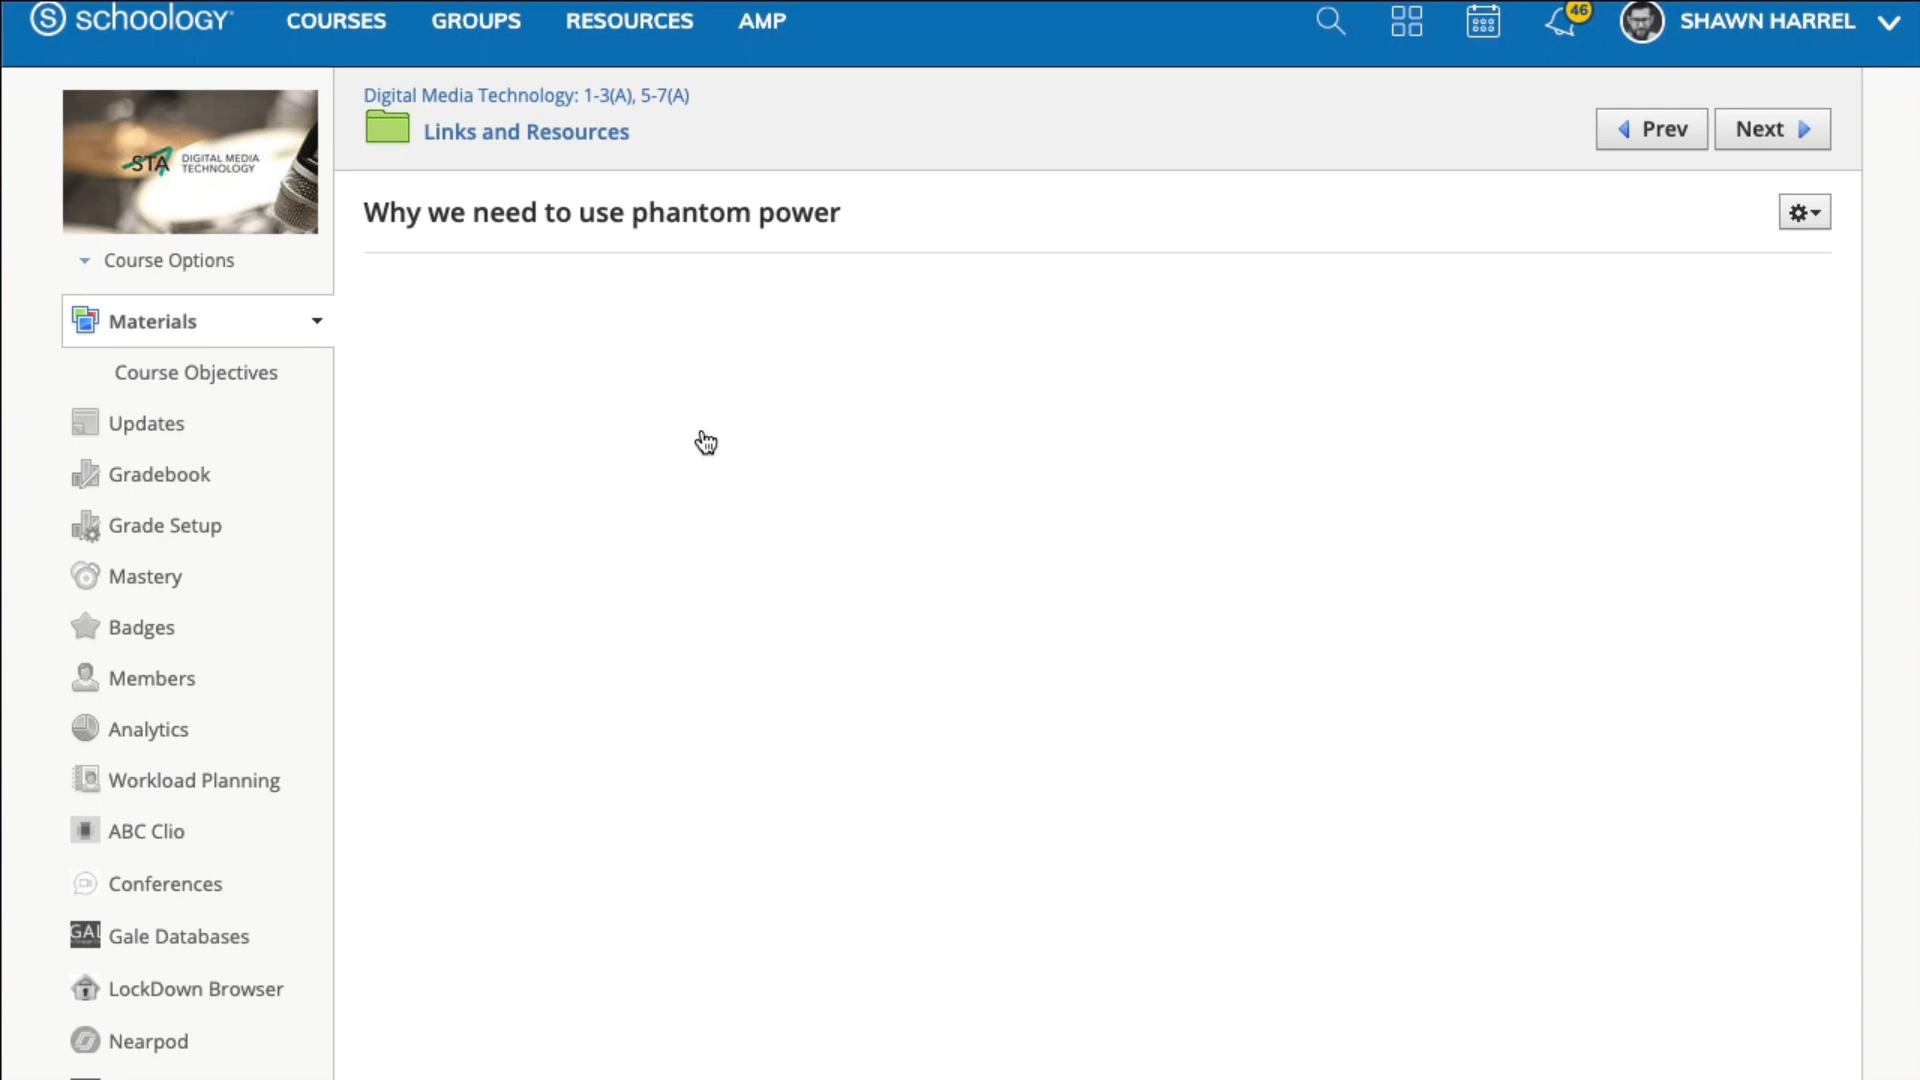 schoology
COURSES
GROUPS
RESOURCES
AMP
46
SHAWN HARREL
STA DIGITAL MEDIA
TECHNOLOGY
Digital Media Technology: 1-3(A), 5-7(A)
Links and Resources
Prev
Next
Why we need to use phantom power
Course Options
Materials
Course Objectives
Updates
Gradebook
Grade Setup
Mastery
Badges
Members
Analytics
Workload Planning
ABC Clio
Conferences
GAL Gale Databases
LockDown Browser
Nearpod